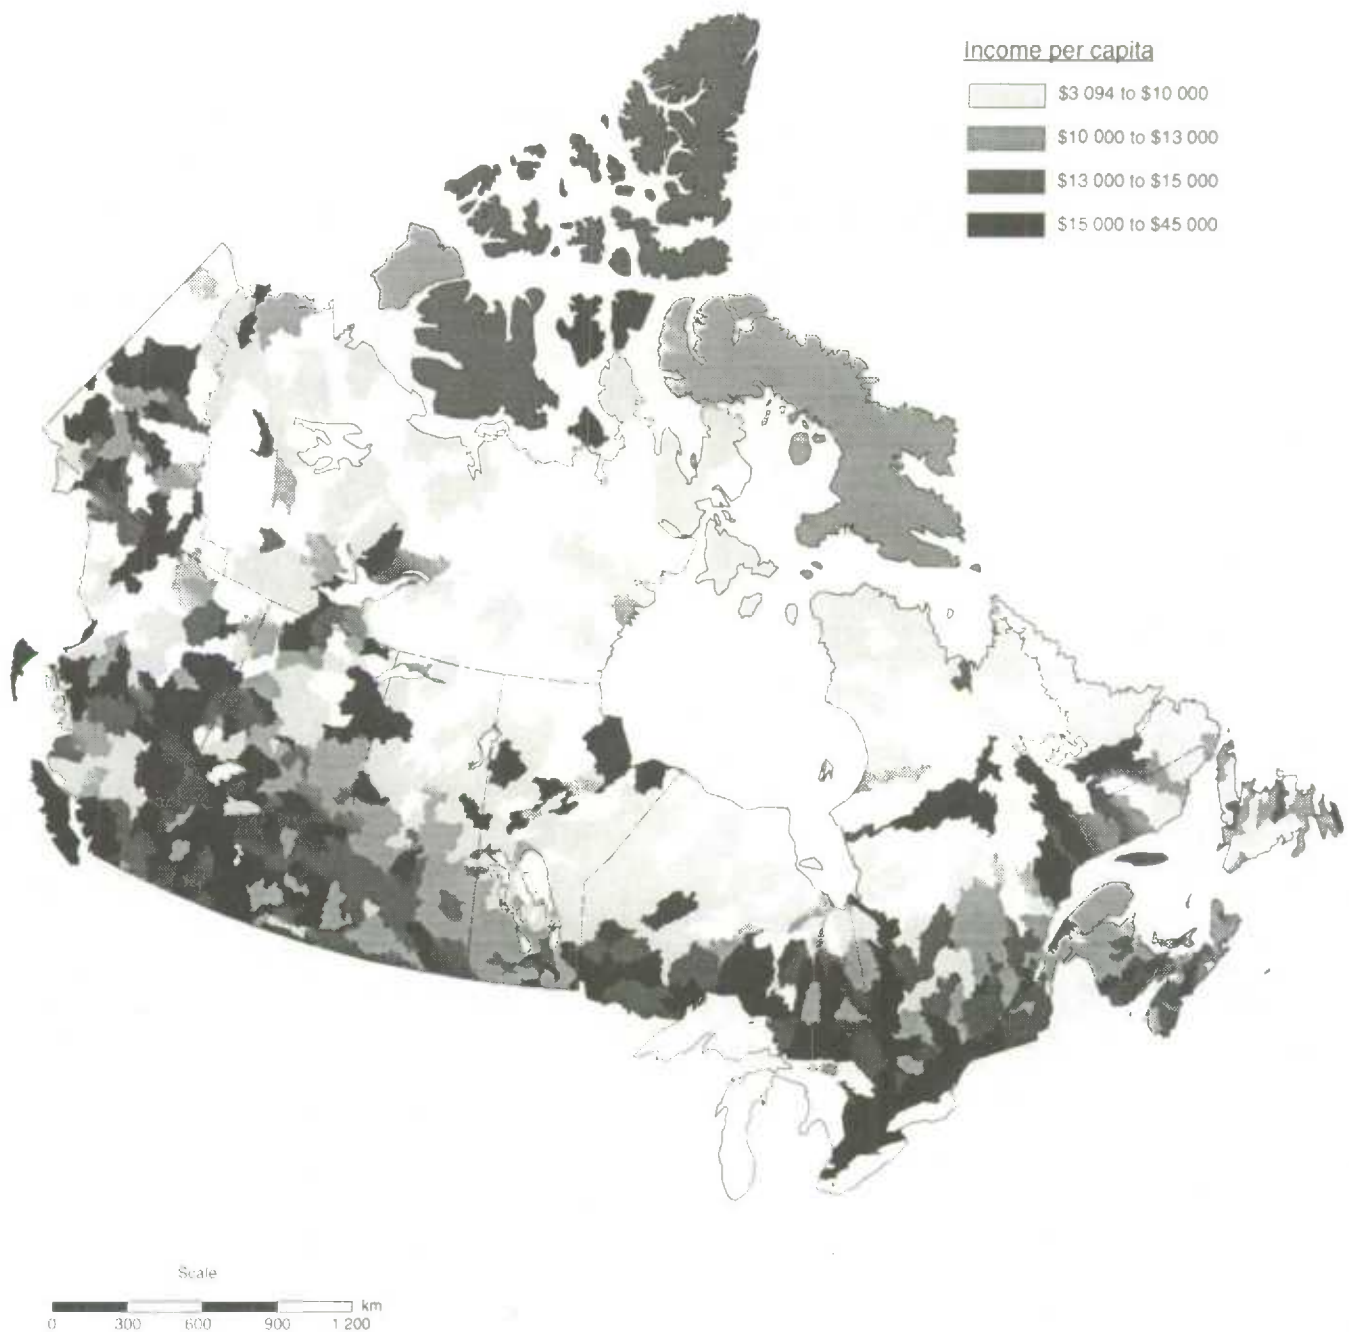 Income per capita
$3 094 to $10 000
$10 000 to $13 000
$13 000 to $15 000
$15 000 to $45 000
Scale
km
0 300 600 900 1 200